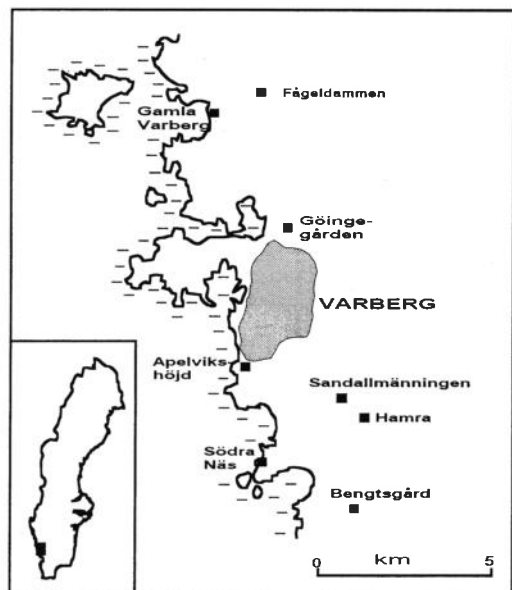 Fågeldammen
Gamla
Varberg
Göinge-
gården
VARBERG
Apelviks-
höjd
Sandallmänningen
Hamra
Södra
Näs
Bengtsgård
0 km 5